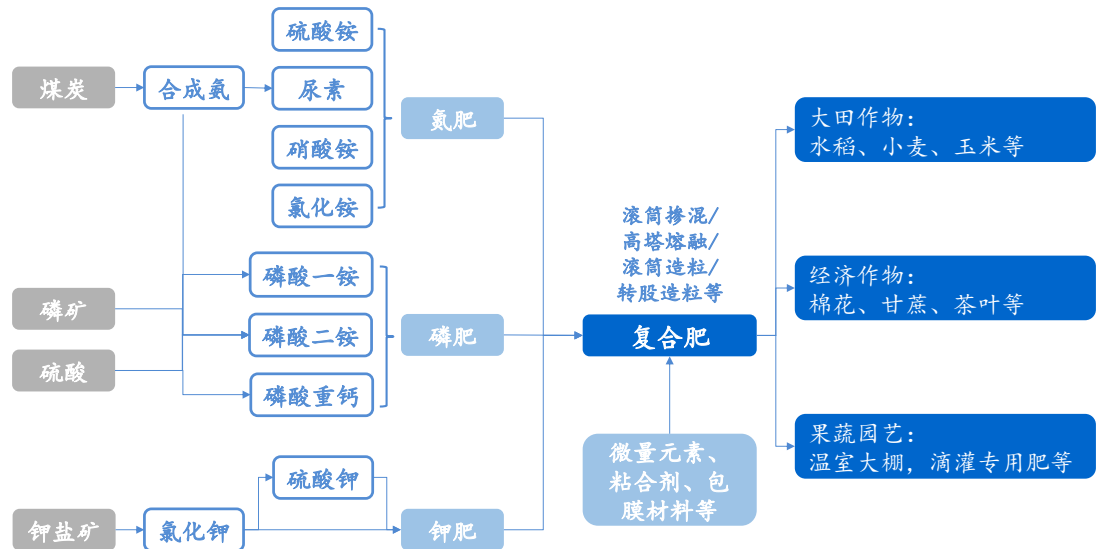 硫酸铵
煤炭
合成氨
尿素
氮肥
硝酸铵
氯化铵
大田作物：
水稻、小麦、玉米等
滚筒掺混/
高塔熔融/
滚筒造粒/
转股造粒等
磷酸一铵
经济作物：
棉花、甘蔗、茶叶等
磷矿
磷酸二铵
磷肥
复合肥
硫酸
磷酸重钙
果蔬园艺：
温室大棚，滴灌专用肥等
微量元素、
粘合剂、包
膜材料等
硫酸钾
钾盐矿
氯化钾
钾肥